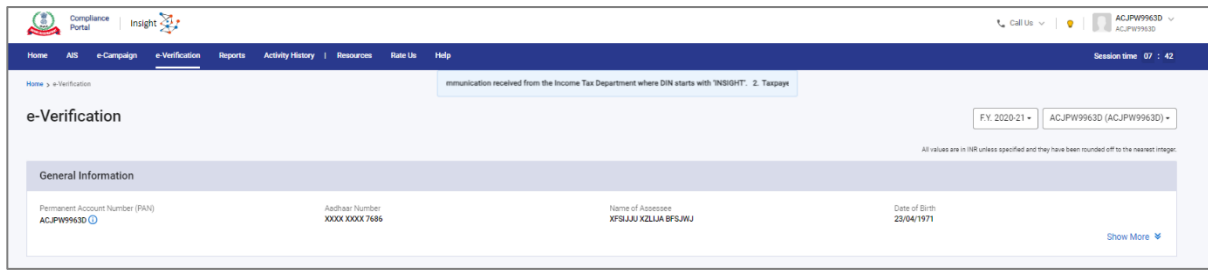 Compliance Portal | Insight Call Us ACJPW9963D
ACJPW9963D
Home AIS e-Campaign e-Verification Reports Activity History | Resources Rate Us Help Session time 07 : 42
Home > e-Verification mmunication received from the Income Tax Department where DIN starts with 'INSIGHT'. 2. Taxpaye
e-Verification F.Y. 2020-21 ACJPW9963D (ACJPW9963D)
All values are in INR unless specified and they have been rounded off to the nearest integer.
General Information
Permanent Account Number (PAN) Aadhaar Number Name of Assessee Date of Birth
ACJPW9963D XXXX XXXX 7686 XFSIJJU XZLIJA BFSJWJ 23/04/1971
Show More